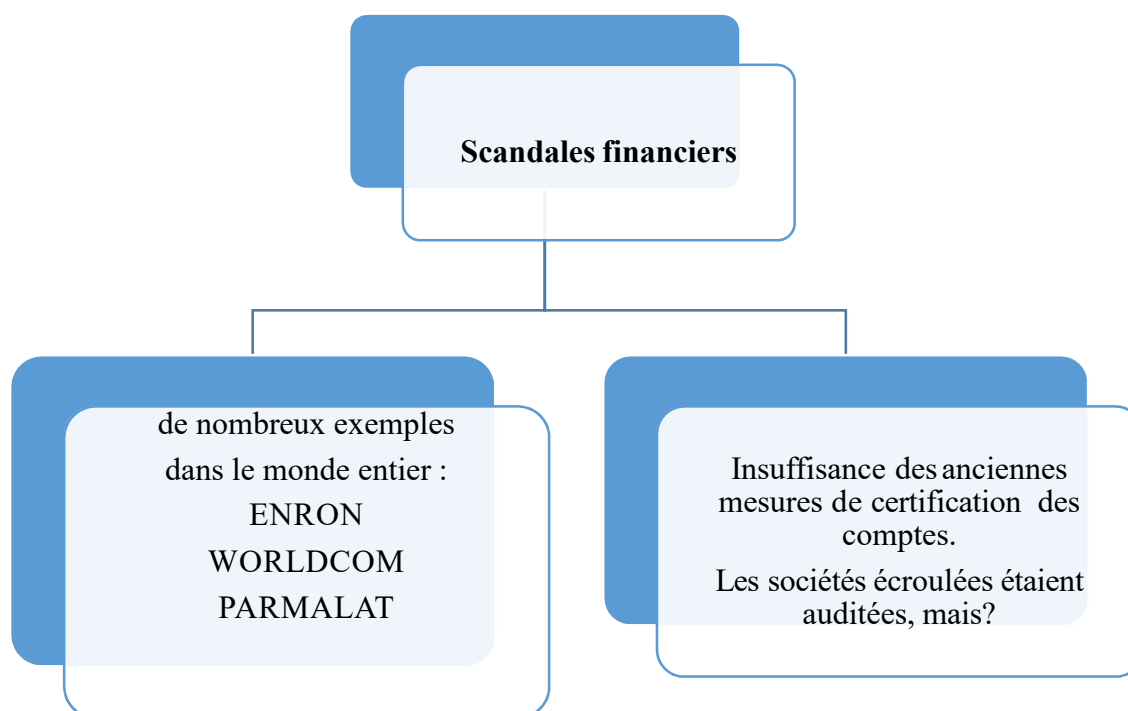 Scandales financiers
de nombreux exemples
dans le monde entier :
ENRON
WORLDCOM
PARMALAT
Insuffisance des anciennes
mesures de certification des
comptes.
Les sociétés écroulées étaient
auditées, mais?